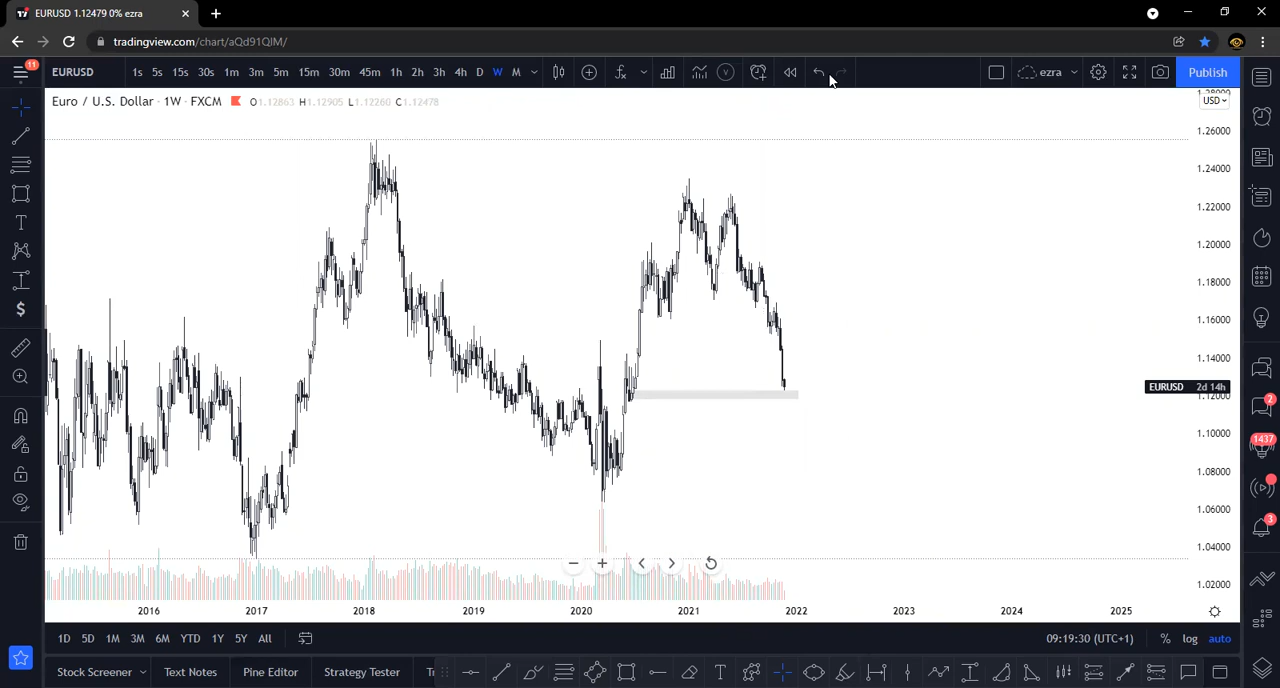 EURUSD 1.12479 0% ezra
tradingview.com/chart/aQd91QIM/
11
EURUSD 1s 5s 15s 30s 1m 3m 5m 15m 30m 45m 1h 2h 3h 4h D W M
V
ezra
Publish
Euro / U.S. Dollar · 1W · FXCM O1.12863 H1.12905 L1.12260 C1.12478
USD
1.26000
1.24000
1.22000
1.20000
1.18000
1.16000
1.14000
EURUSD 2d 14h
1.12000
1.10000
1.08000
1.06000
1.04000
1.02000
2
1437
3
2016 2017 2018 2019 2020 2021 2022 2023 2024 2025
1D 5D 1M 3M 6M YTD 1Y 5Y All
09:19:30 (UTC+1) % log auto
Stock Screener Text Notes Pine Editor Strategy Tester